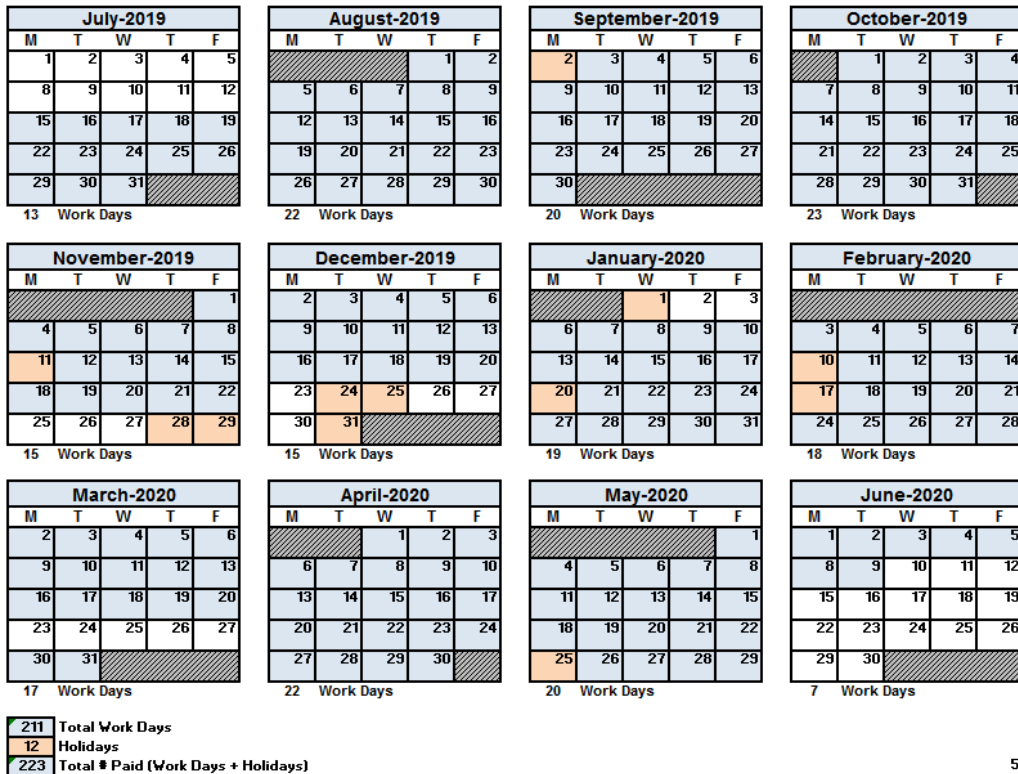 July-2019 August-2019 September-2019 October-2019
M T W T F M T W T F M T W T F M T W T F
1 2 3 4 5 1 2 2 3 4 5 6 1 2 3 4
8 9 10 11 12 5 6 7 8 9 9 10 11 12 13 7 8 9 10 11
15 16 17 18 19 12 13 14 15 16 16 17 18 19 20 14 15 16 17 18
22 23 24 25 26 19 20 21 22 23 23 24 25 26 27 21 22 23 24 25
29 30 31 26 27 28 29 30 30 28 29 30 31
13 Work Days 22 Work Days 20 Work Days 23 Work Days
November-2019 December-2019 January-2020 February-2020
M T W T F M T W T F M T W T F M T W T F
1 2 3 4 5 6 1 2 3
4 5 6 7 8 9 10 11 12 13 6 7 8 9 10 3 4 5 6 7
11 12 13 14 15 16 17 18 19 20 13 14 15 16 17 10 11 12 13 14
18 19 20 21 22 23 24 25 26 27 20 21 22 23 24 17 18 19 20 21
25 26 27 28 29 30 31 27 28 29 30 31 24 25 26 27 28
15 Work Days 15 Work Days 19 Work Days 18 Work Days
March-2020 April-2020 May-2020 June-2020
M T W T F M T W T F M T W T F M T W T F
2 3 4 5 6 1 2 3 1 1 2 3 4 5
9 10 11 12 13 6 7 8 9 10 4 5 6 7 8 8 9 10 11 12
16 17 18 19 20 13 14 15 16 17 11 12 13 14 15 15 16 17 18 19
23 24 25 26 27 20 21 22 23 24 18 19 20 21 22 22 23 24 25 26
30 31 27 28 29 30 25 26 27 28 29 29 30
17 Work Days 22 Work Days 20 Work Days 7 Work Days
211 Total Work Days
12 Holidays
223 Total # Paid (Work Days + Holidays) 5